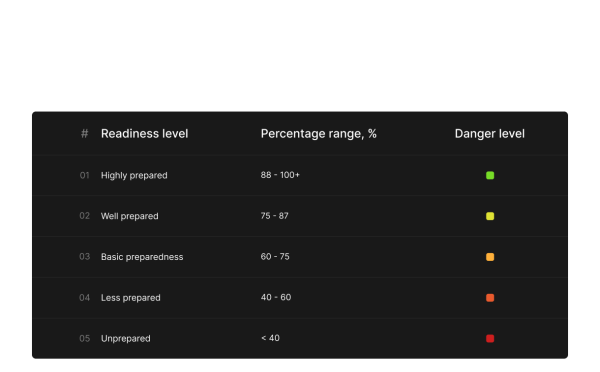 # Readiness level Percentage range, % Danger level
01 Highly prepared 88 - 100+
02 Well prepared 75 - 87
03 Basic preparedness 60 - 75
04 Less prepared 40 - 60
05 Unprepared < 40